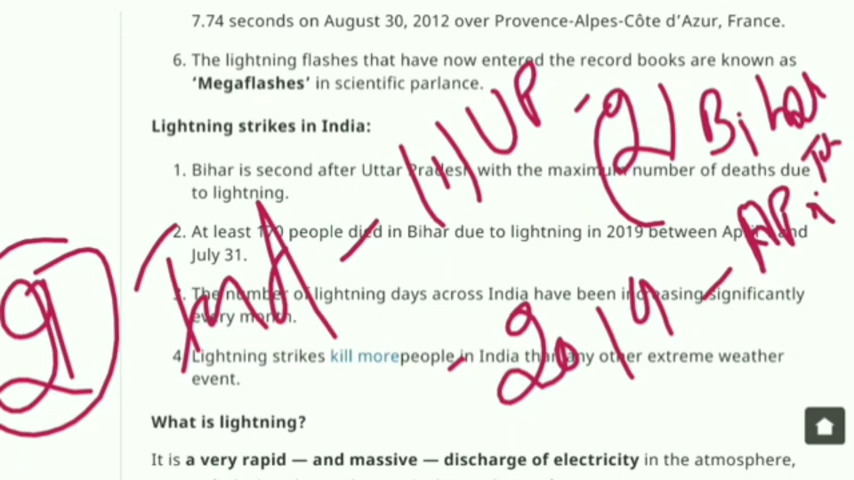 7.74 seconds on August 30, 2012 over Provence-Alpes-Côte d’Azur, France.
6. The lightning flashes that have now entered the record books are known as
‘Megaflashes’ in scientific parlance.
Lightning strikes in India:
1. Bihar is second after Uttar Pradesh with the maximum number of deaths due
to lightning.
2. At least 170 people died in Bihar due to lightning in 2019 between April and
July 31.
3. The number of lightning days across India have been increasing significantly
every month.
4. Lightning strikes kill more people in India than any other extreme weather
event.
What is lightning?
It is a very rapid — and massive — discharge of electricity in the atmosphere,
IndA - (1) UP - (2) Bihar
- 2019 -